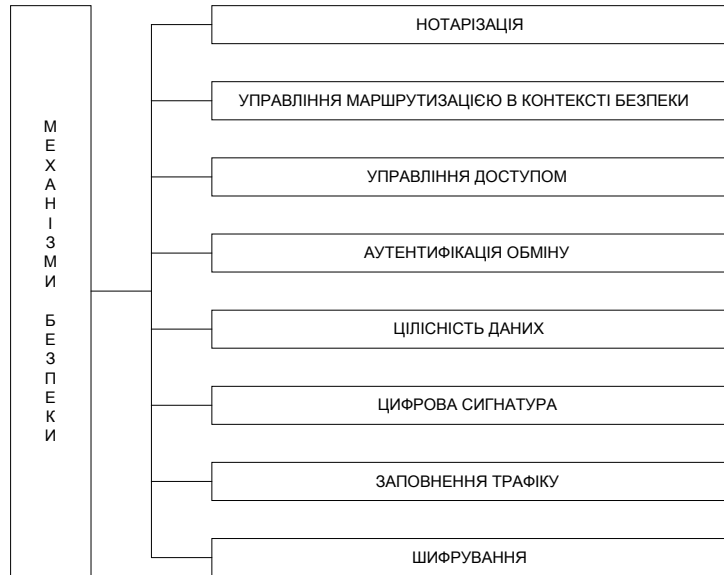 МЕХАНІЗМИ БЕЗПЕКИ
НОТАРІЗАЦІЯ
УПРАВЛІННЯ МАРШРУТИЗАЦІЄЮ В КОНТЕКСТІ БЕЗПЕКИ
УПРАВЛІННЯ ДОСТУПОМ
АУТЕНТИФІКАЦІЯ ОБМІНУ
ЦІЛІСНІСТЬ ДАНИХ
ЦИФРОВА СИГНАТУРА
ЗАПОВНЕННЯ ТРАФІКУ
ШИФРУВАННЯ